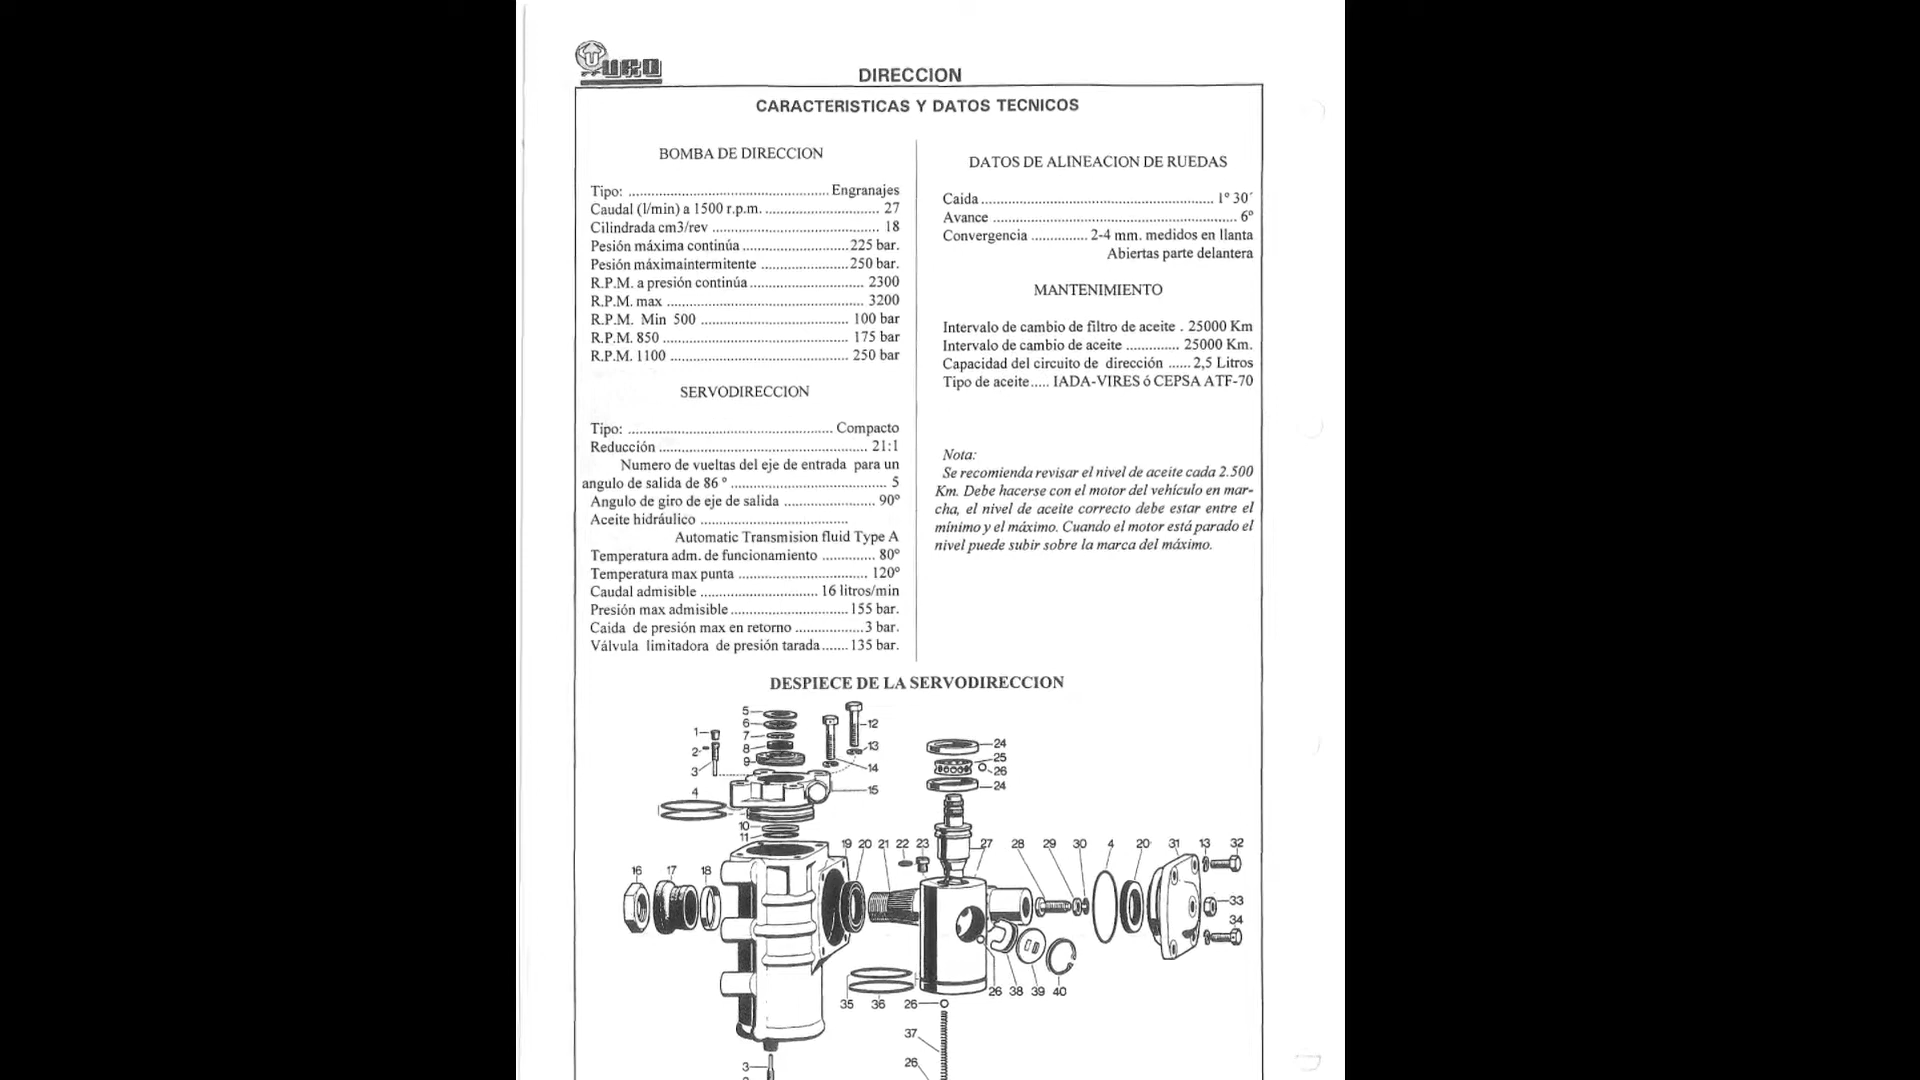 URO
DIRECCION
CARACTERISTICAS Y DATOS TECNICOS
BOMBA DE DIRECCION
Tipo: ................................................. Engranajes
Caudal (l/min) a 1500 r.p.m. ............................ 27
Cilindrada cm3/rev ......................................... 18
Pesión máxima continúa ..........................225 bar.
Pesión máximaintermitente .....................250 bar.
R.P.M. a presión continúa ............................ 2300
R.P.M. max ................................................ 3200
R.P.M. Min 500 .................................... 100 bar
R.P.M. 850 ............................................. 175 bar
R.P.M. 1100 ........................................... 250 bar
SERVODIRECCION
Tipo: .................................................. Compacto
Reducción ................................................... 21:1
Numero de vueltas del eje de entrada para un
angulo de salida de 86 º ...................................... 5
Angulo de giro de eje de salida ...................... 90º
Aceite hidráulico ....................................
Automatic Transmision fluid Type A
Temperatura adm. de funcionamiento ............. 80º
Temperatura max punta ................................ 120º
Caudal admisible ............................. 16 litros/min
Presión max admisible ............................. 155 bar.
Caida de presión max en retorno .................3 bar.
Válvula limitadora de presión tarada.......135 bar.
DATOS DE ALINEACION DE RUEDAS
Caida ......................................................... 1º 30´
Avance ............................................................ 6º
Convergencia .............. 2-4 mm. medidos en llanta
Abiertas parte delantera
MANTENIMIENTO
Intervalo de cambio de filtro de aceite . 25000 Km
Intervalo de cambio de aceite ............. 25000 Km.
Capacidad del circuito de dirección ...... 2,5 Litros
Tipo de aceite..... IADA-VIRES ó CEPSA ATF-70
Nota:
Se recomienda revisar el nivel de aceite cada 2.500
Km. Debe hacerse con el motor del vehículo en mar-
cha, el nivel de aceite correcto debe estar entre el
mínimo y el máximo. Cuando el motor está parado el
nivel puede subir sobre la marca del máximo.
DESPIECE DE LA SERVODIRECCION
5
6
7
8
9
1
2
3
4
10
11
12
13
14
15
24
25
26
24
16 17 18
19 20 21 22 23 27 28 29 30 4 20 31 13 32
33
34
35 36 26
26 38 39 40
37
26
3